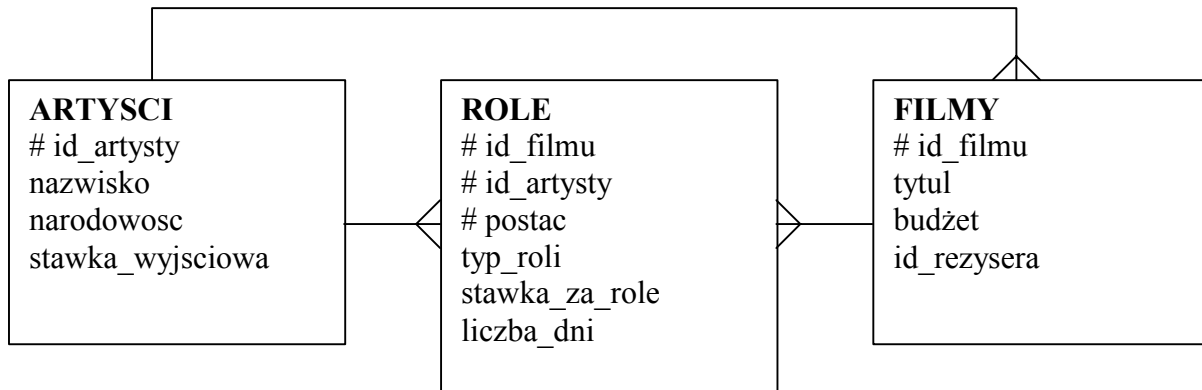 ARTYSCI
# id_artysty
nazwisko
narodowosc
stawka_wyjsciowa
ROLE
# id_filmu
# id_artysty
# postac
typ_roli
stawka_za_role
liczba_dni
FILMY
# id_filmu
tytul
budżet
id_rezysera